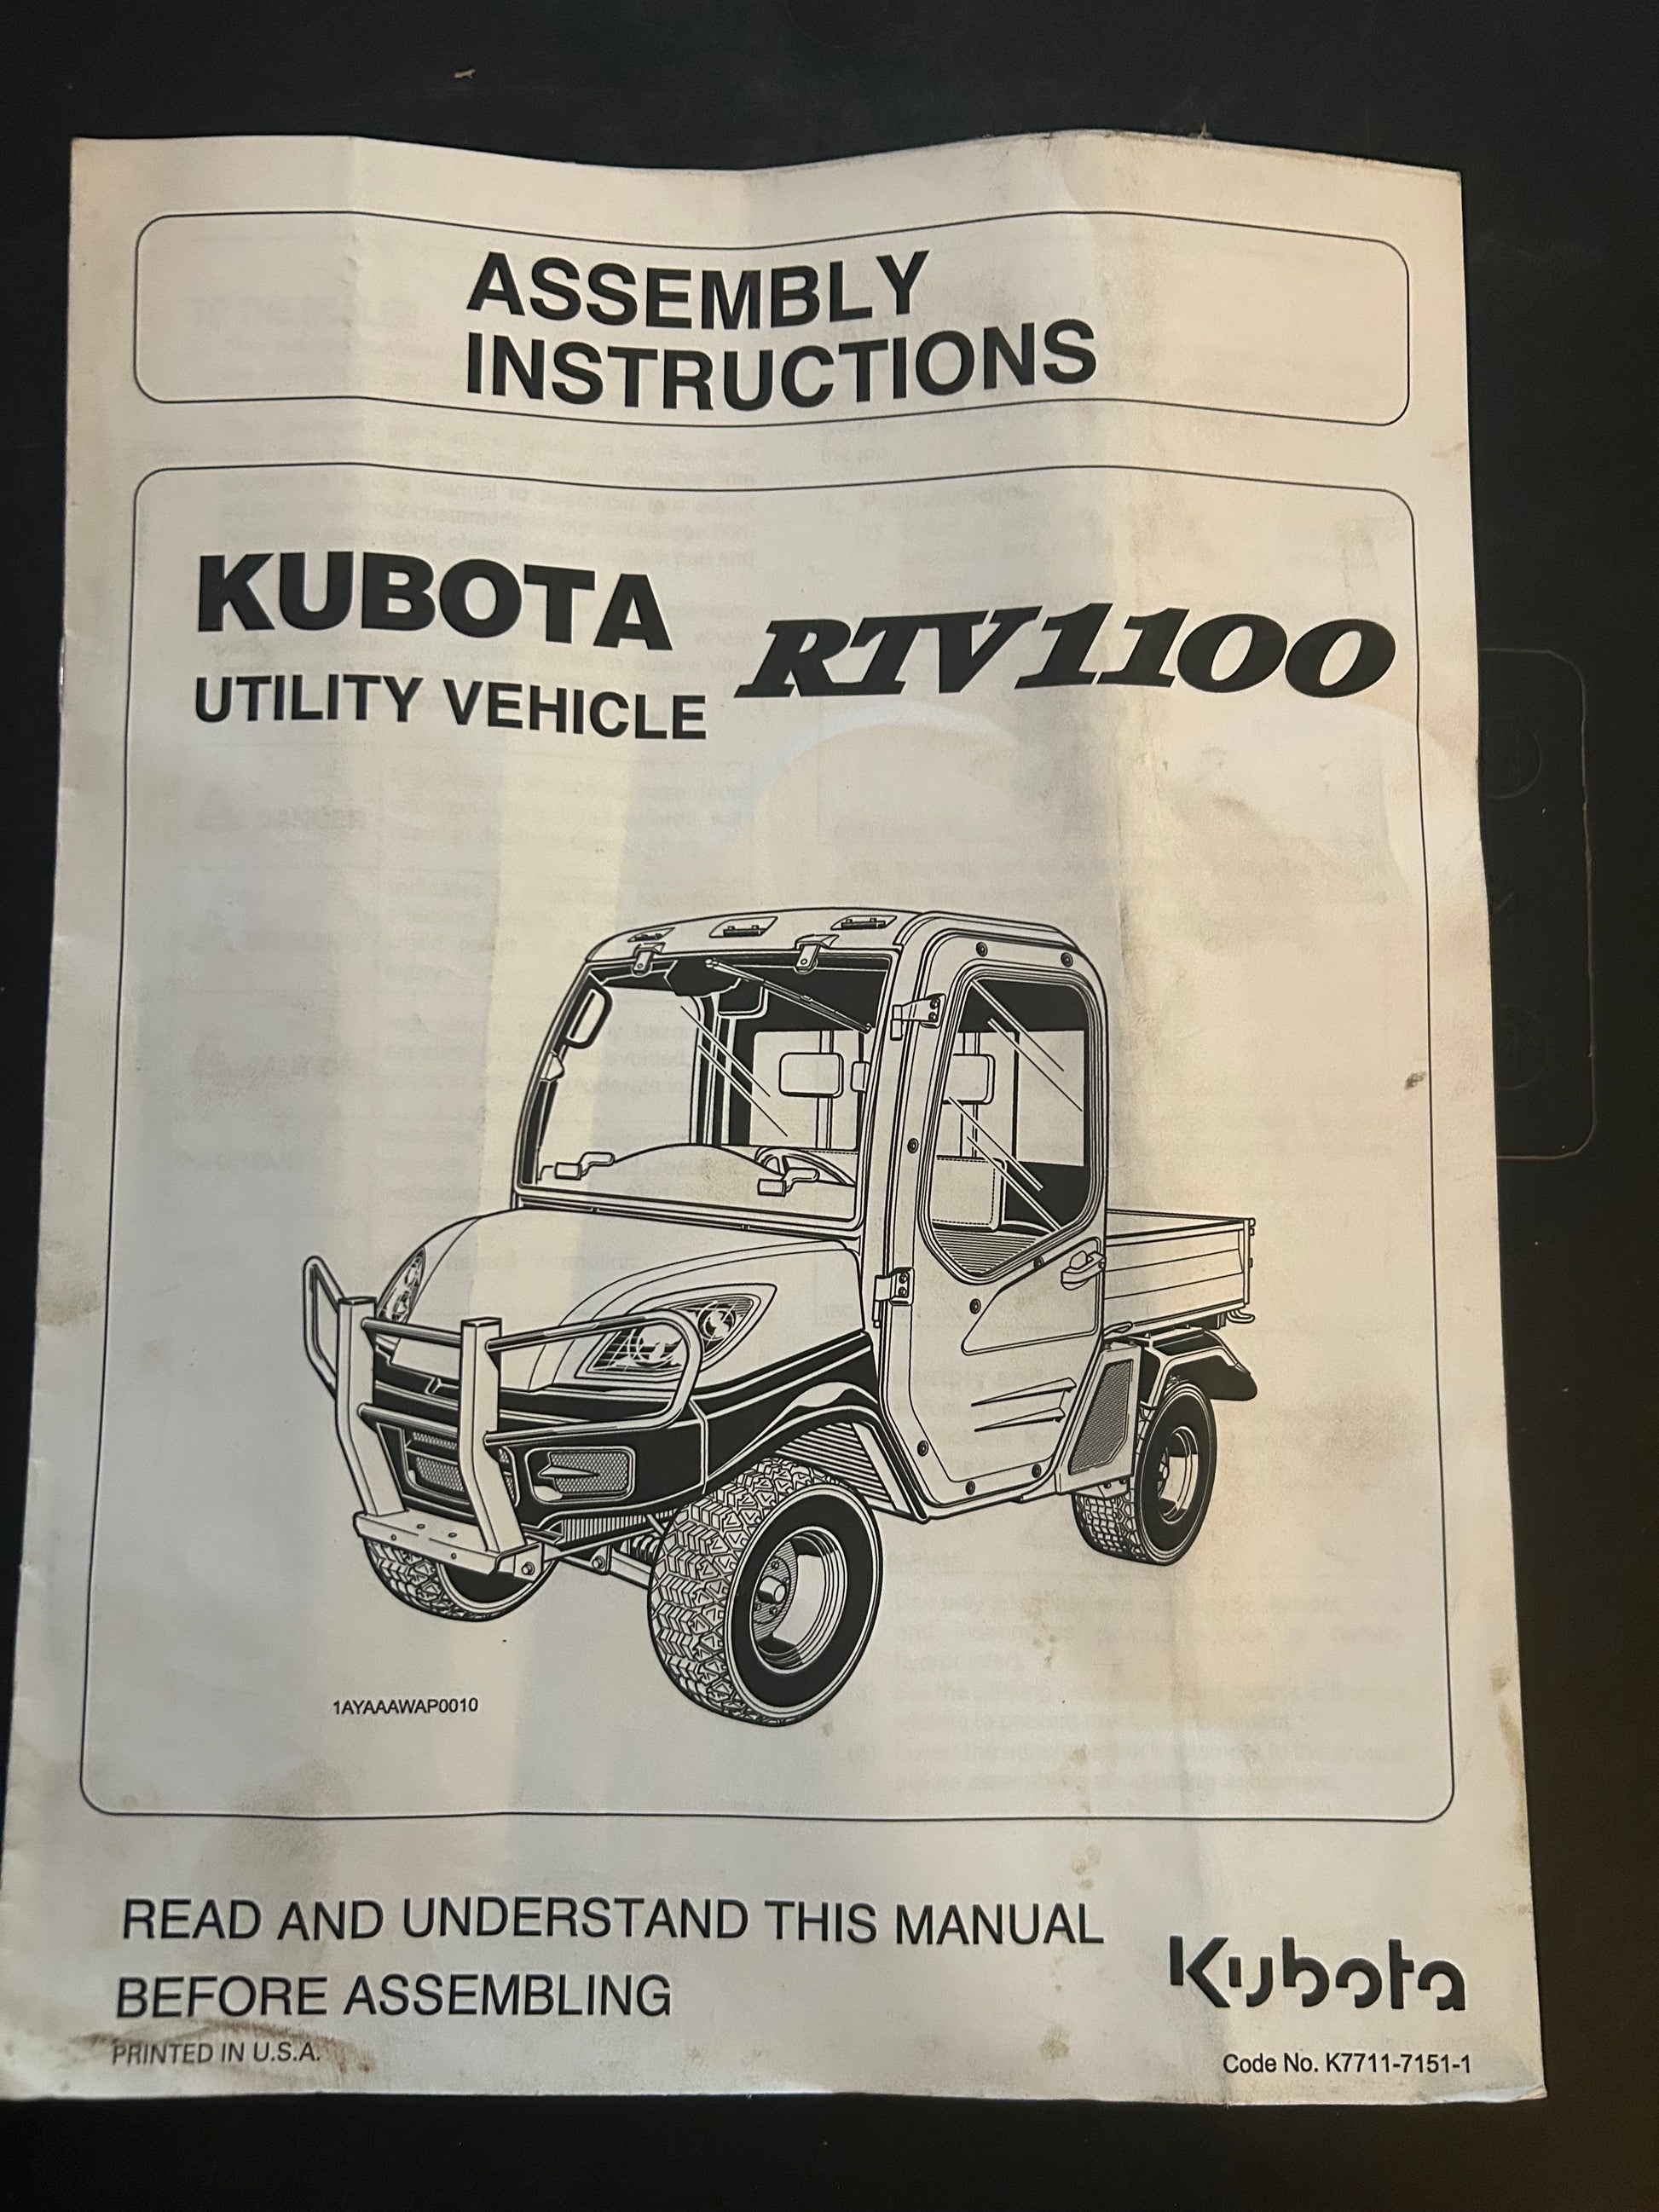 ASSEMBLY
INSTRUCTIONS
KUBOTA
UTILITY VEHICLE
RTV1100
1AYAAAWAP0010
READ AND UNDERSTAND THIS MANUAL
BEFORE ASSEMBLING
PRINTED IN U.S.A.
Kubota
Code No. K7711-7151-1